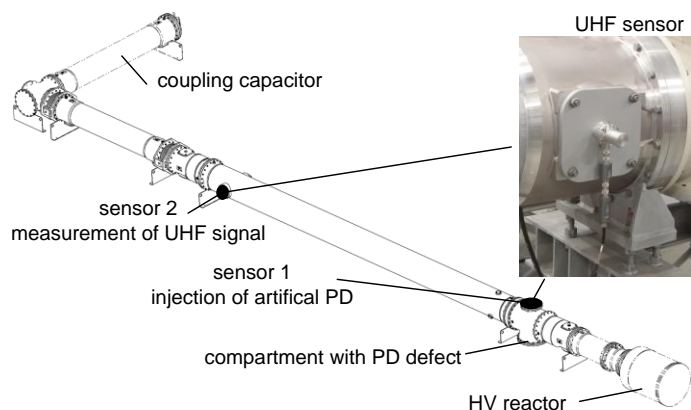 UHF sensor
coupling capacitor
sensor 2
measurement of UHF signal
sensor 1
injection of artifical PD
compartment with PD defect
HV reactor